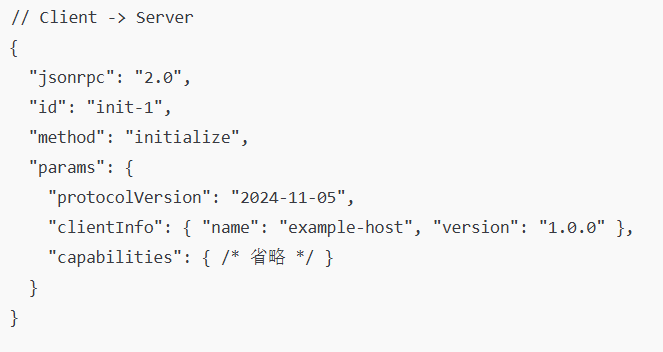 // Client -> Server
{
  "jsonrpc": "2.0",
  "id": "init-1",
  "method": "initialize",
  "params": {
    "protocolVersion": "2024-11-05",
    "clientInfo": { "name": "example-host", "version": "1.0.0" },
    "capabilities": { /* 省略 */ }
  }
}